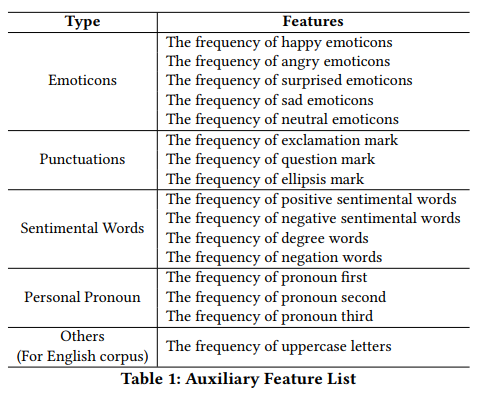 Type Features
The frequency of happy emoticons
The frequency of angry emoticons
Emoticons The frequency of surprised emoticons
The frequency of sad emoticons
The frequency of neutral emoticons
The frequency of exclamation mark
Punctuations The frequency of question mark
The frequency of ellipsis mark
The frequency of positive sentimental words
The frequency of negative sentimental words
Sentimental Words
The frequency of degree words
The frequency of negation words
The frequency of pronoun first
Personal Pronoun The frequency of pronoun second
The frequency of pronoun third
Others
(For English corpus) The frequency of uppercase letters
Table 1: Auxiliary Feature List